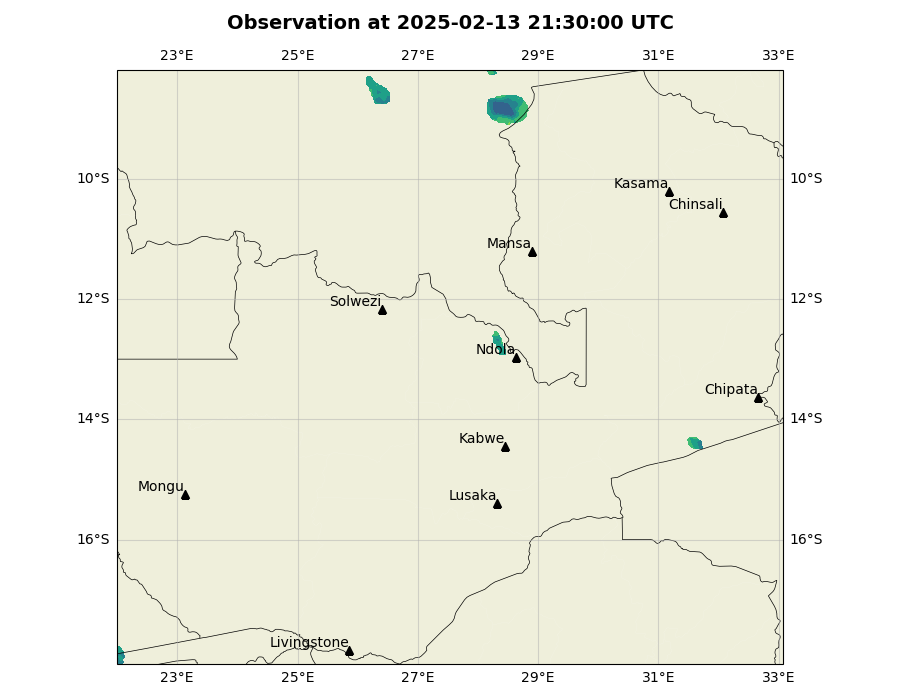 Observation at 2025-02-13 21:30:00 UTC
23°E 25°E 27°E 29°E 31°E 33°E
10°S 10°S
Kasama
Chinsali
Mansa
12°S 12°S
Solwezi
Ndola
Chipata
14°S 14°S
Kabwe
Mongu
Lusaka
16°S 16°S
Livingstone
23°E 25°E 27°E 29°E 31°E 33°E